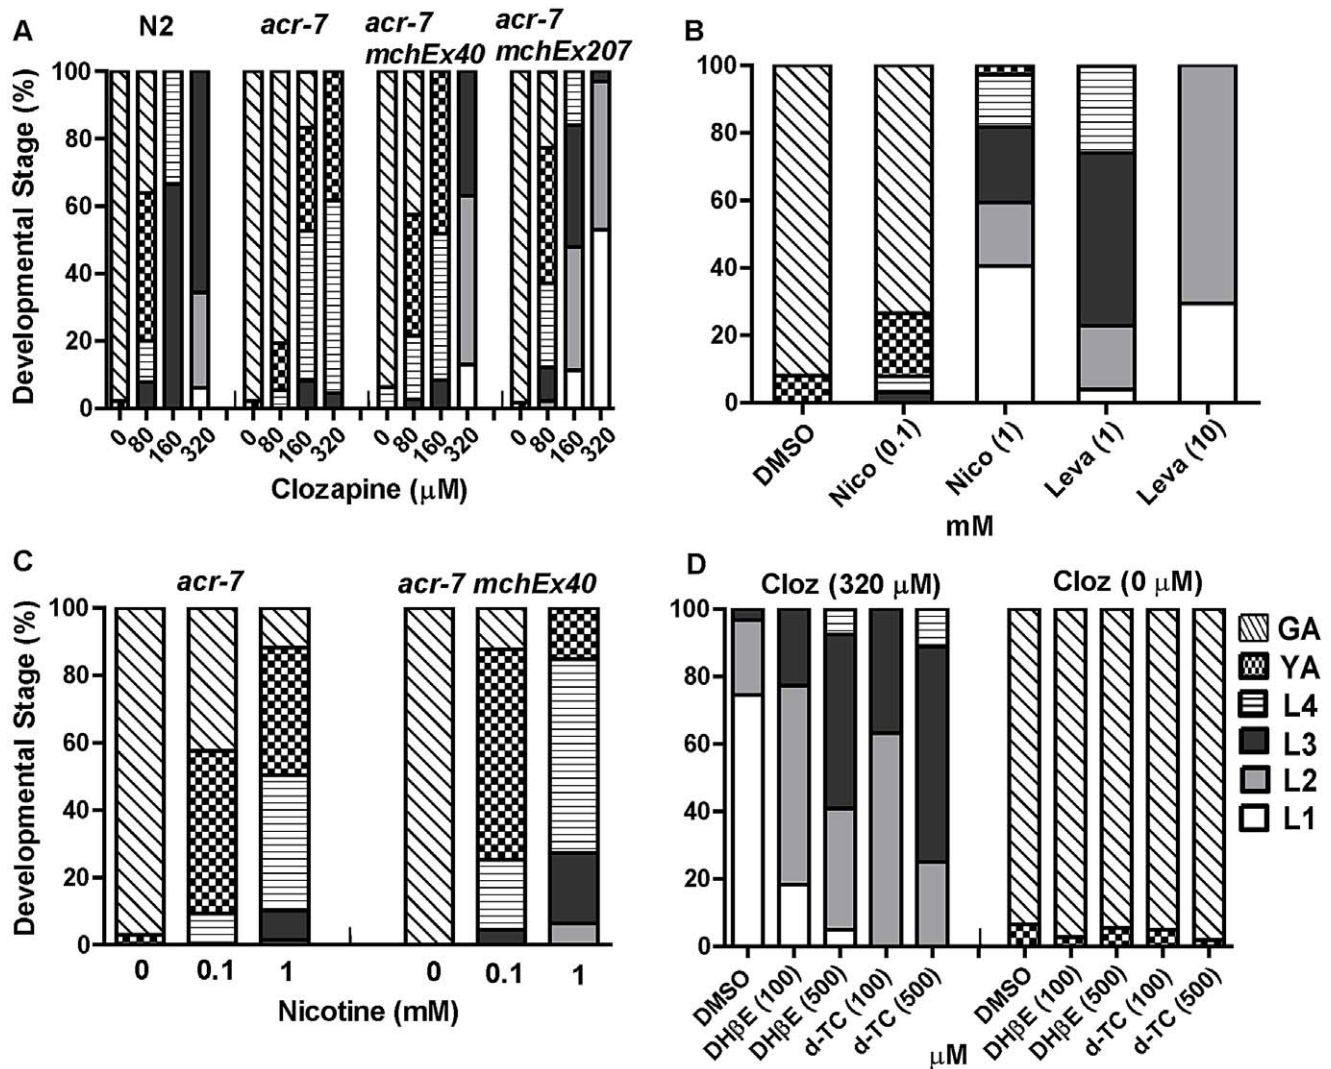 A
N2
acr-7
acr-7
mchEx40
acr-7
mchEx207
Developmental Stage (%)
100
80
60
40
20
0
0
80
160
320
0
80
160
320
0
80
160
320
0
80
160
320
Clozapine (μM)
B
100
80
60
40
20
0
DMSO
Nico (0.1)
Nico (1)
Leva (1)
Leva (10)
mM
C
acr-7
acr-7 mchEx40
Developmental Stage (%)
100
80
60
40
20
0
0
0.1
1
0
0.1
1
Nicotine (mM)
D
Cloz (320 μM)
Cloz (0 μM)
100
80
60
40
20
0
DMSO
DHβE (100)
DHβE (500)
d-TC (100)
d-TC (500)
DMSO
DHβE (100)
DHβE (500)
d-TC (100)
d-TC (500)
μM
GA
YA
L4
L3
L2
L1